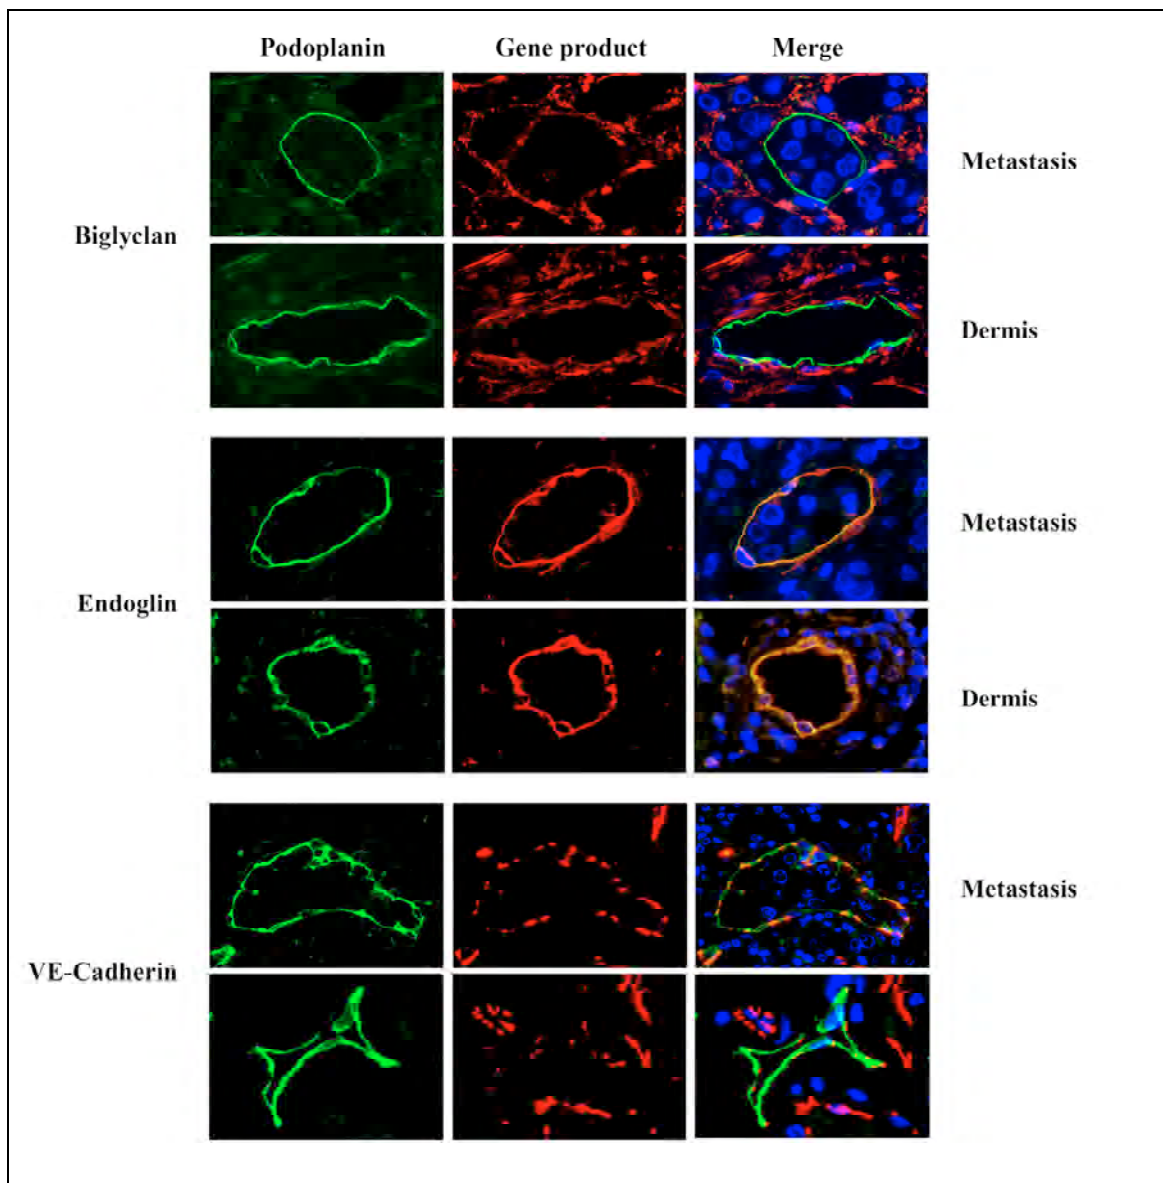 Podoplanin Gene product Merge
Metastasis
Biglyclan
Dermis
Metastasis
Endoglin
Dermis
Metastasis
VE-Cadherin